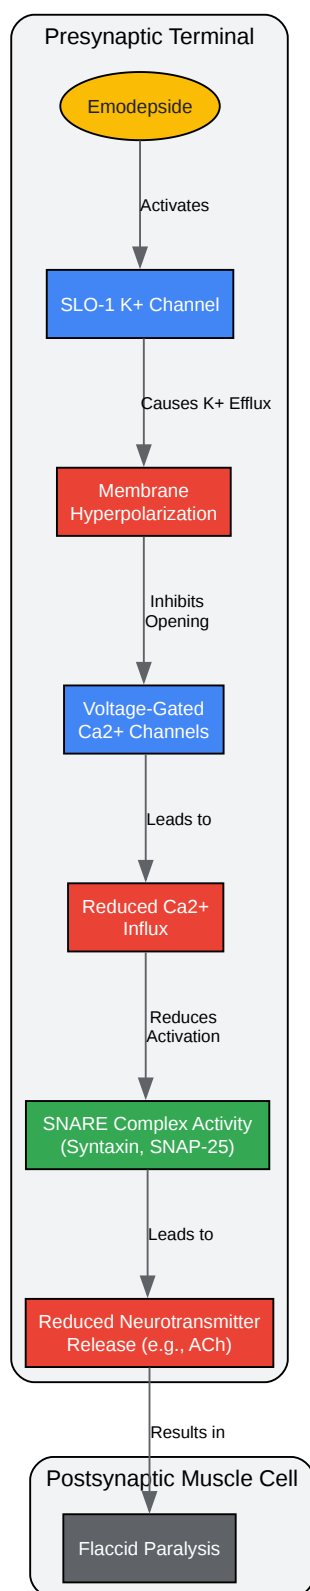 Presynaptic Terminal
Emodepside
Activates
SLO-1 K+ Channel
Causes K+ Efflux
Membrane
Hyperpolarization
Inhibits
Opening
Voltage-Gated
Ca2+ Channels
Leads to
Reduced Ca2+
Influx
Reduces
Activation
SNARE Complex Activity
(Syntaxin, SNAP-25)
Leads to
Reduced Neurotransmitter
Release (e.g., ACh)
Results in
Postsynaptic Muscle Cell
Flaccid Paralysis